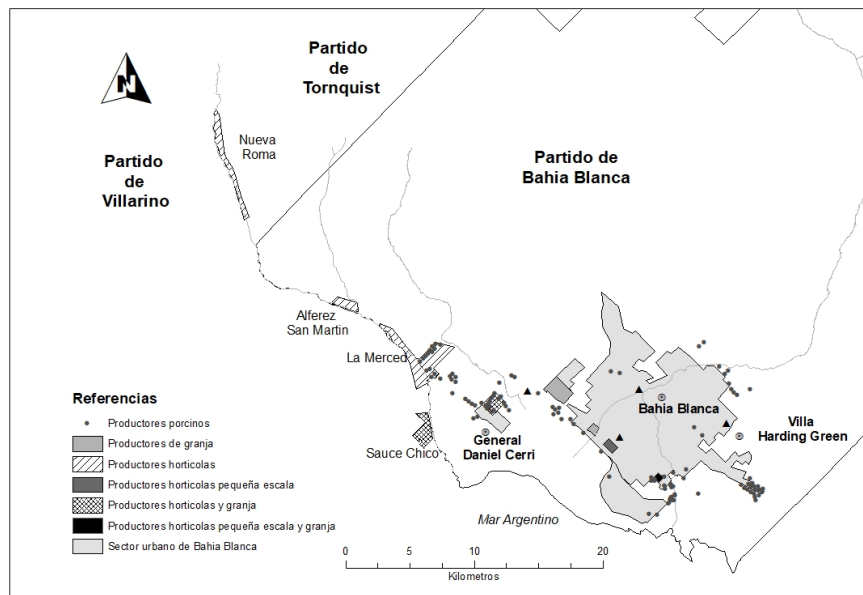 Partido
de
Tornquist
N
Nueva
Roma
Partido
de
Villarino
Partido de
Bahia Blanca
Alferez
San Martin
La Merced
Referencias
Productores porcinos
Productores de granja
Productores horticolas
Productores horticolas pequeña escala
Productores horticolas y granja
Productores horticolas pequeña escala y granja
Sector urbano de Bahia Blanca
Sauce Chico
General
Daniel Cerri
Bahia Blanca
Villa
Harding Green
Mar Argentino
0 5 10 20
Kilometros